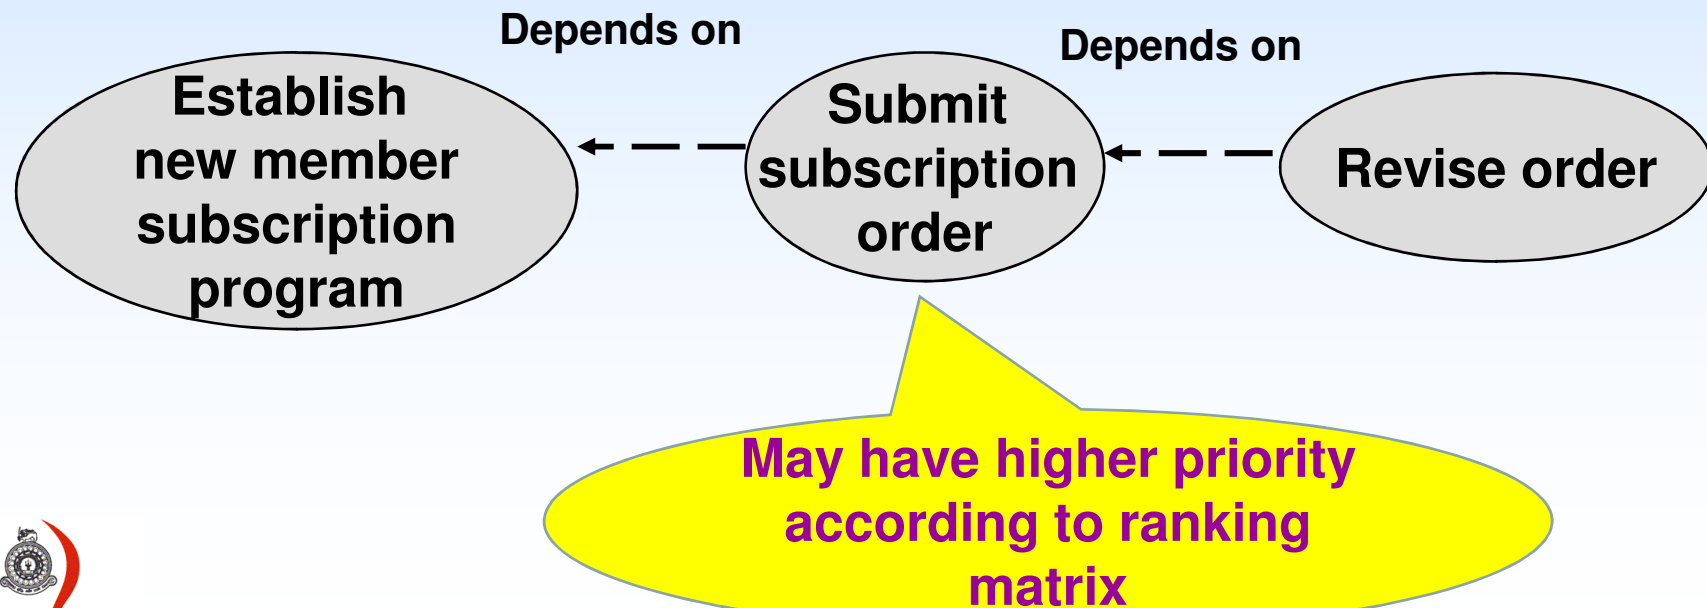 Depends on
Depends on
Establish
new member
subscription
program
Submit
subscription
order
Revise order
May have higher priority
according to ranking
matrix